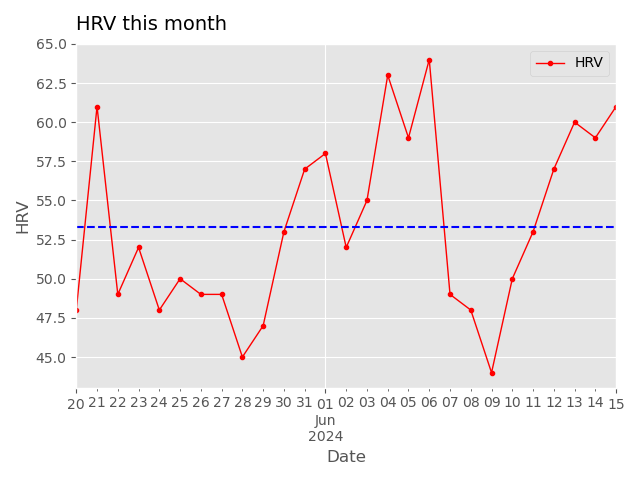 HRV this month
65.0
62.5
60.0
57.5
55.0
52.5
50.0
47.5
45.0
HRV
HRV
20 21 22 23 24 25 26 27 28 29 30 31 01 02 03 04 05 06 07 08 09 10 11 12 13 14 15
Jun
2024
Date